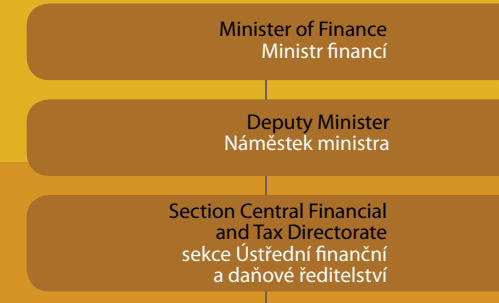 Minister of Finance
Ministr financí
Deputy Minister
Náměstek ministra
Section Central Financial
and Tax Directorate
sekce Ústřední finanční
a daňové ředitelství